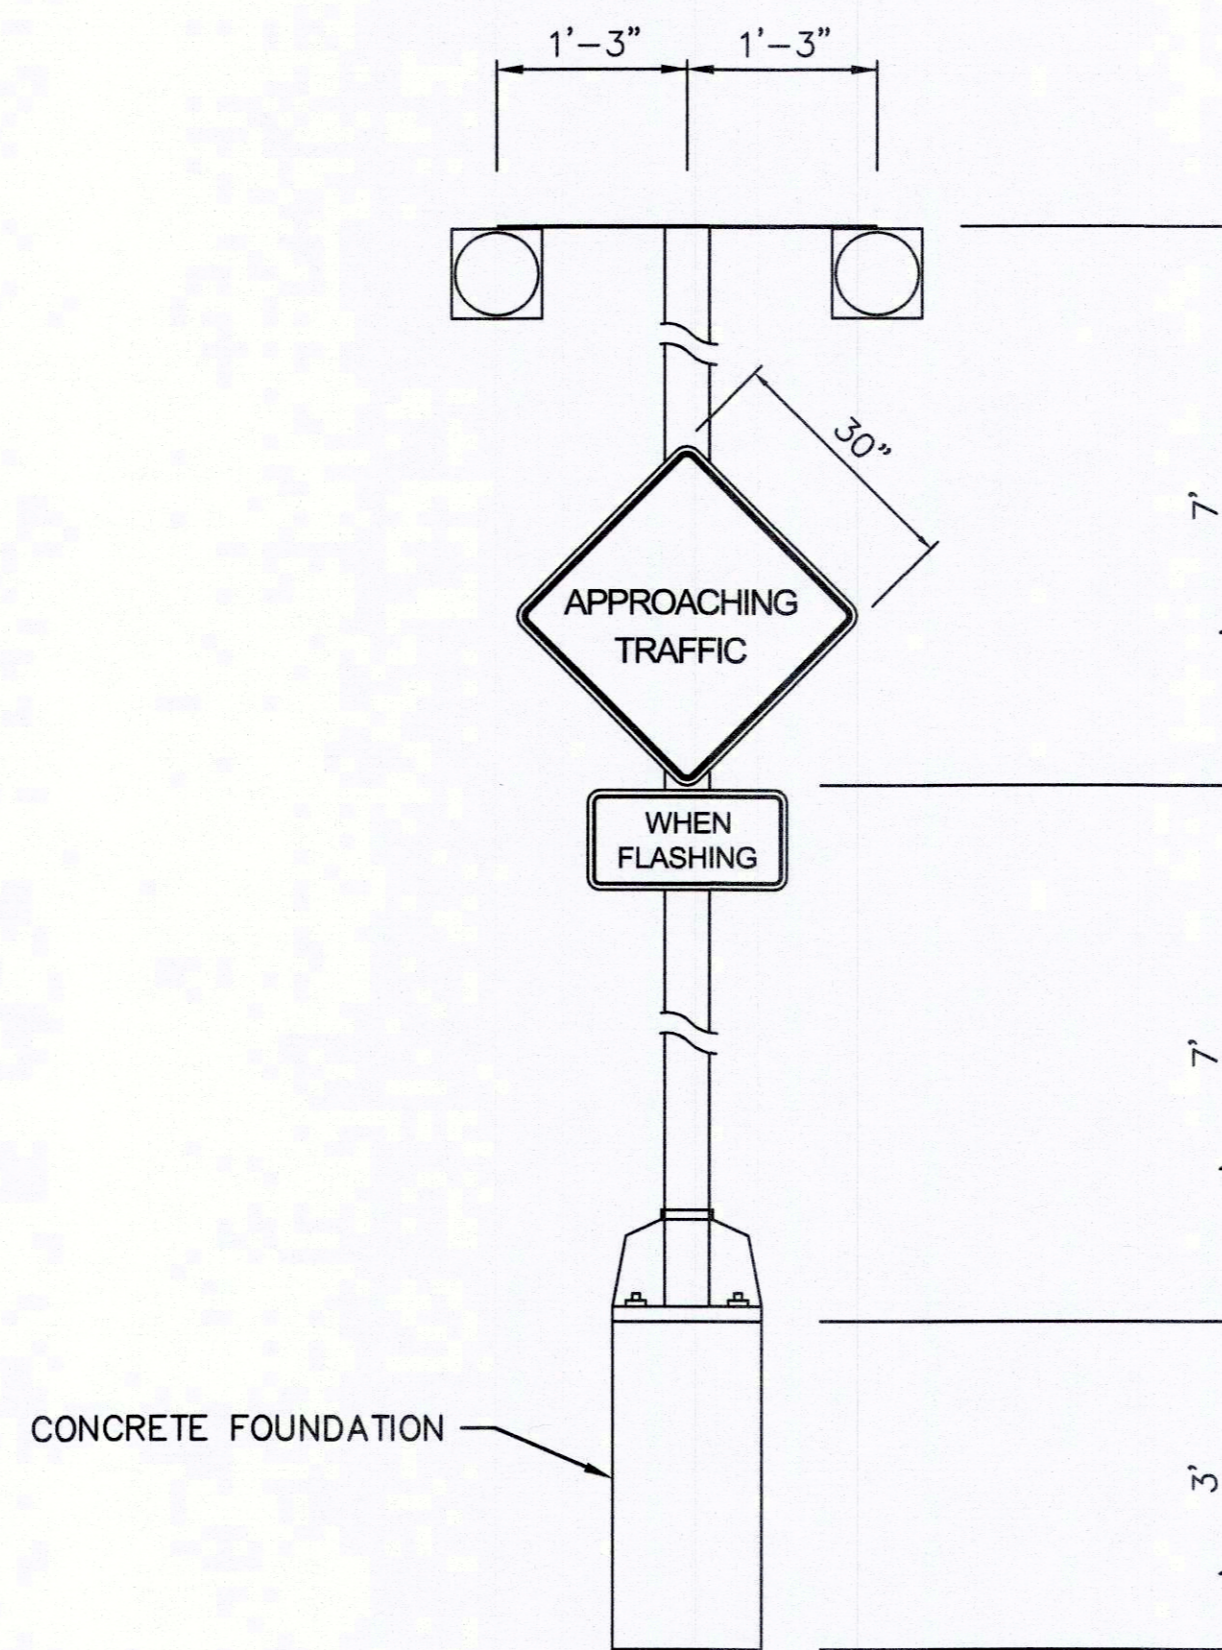 1'-3" 1'-3"
30"
7'
APPROACHING
TRAFFIC
WHEN
FLASHING
7'
CONCRETE FOUNDATION
3'